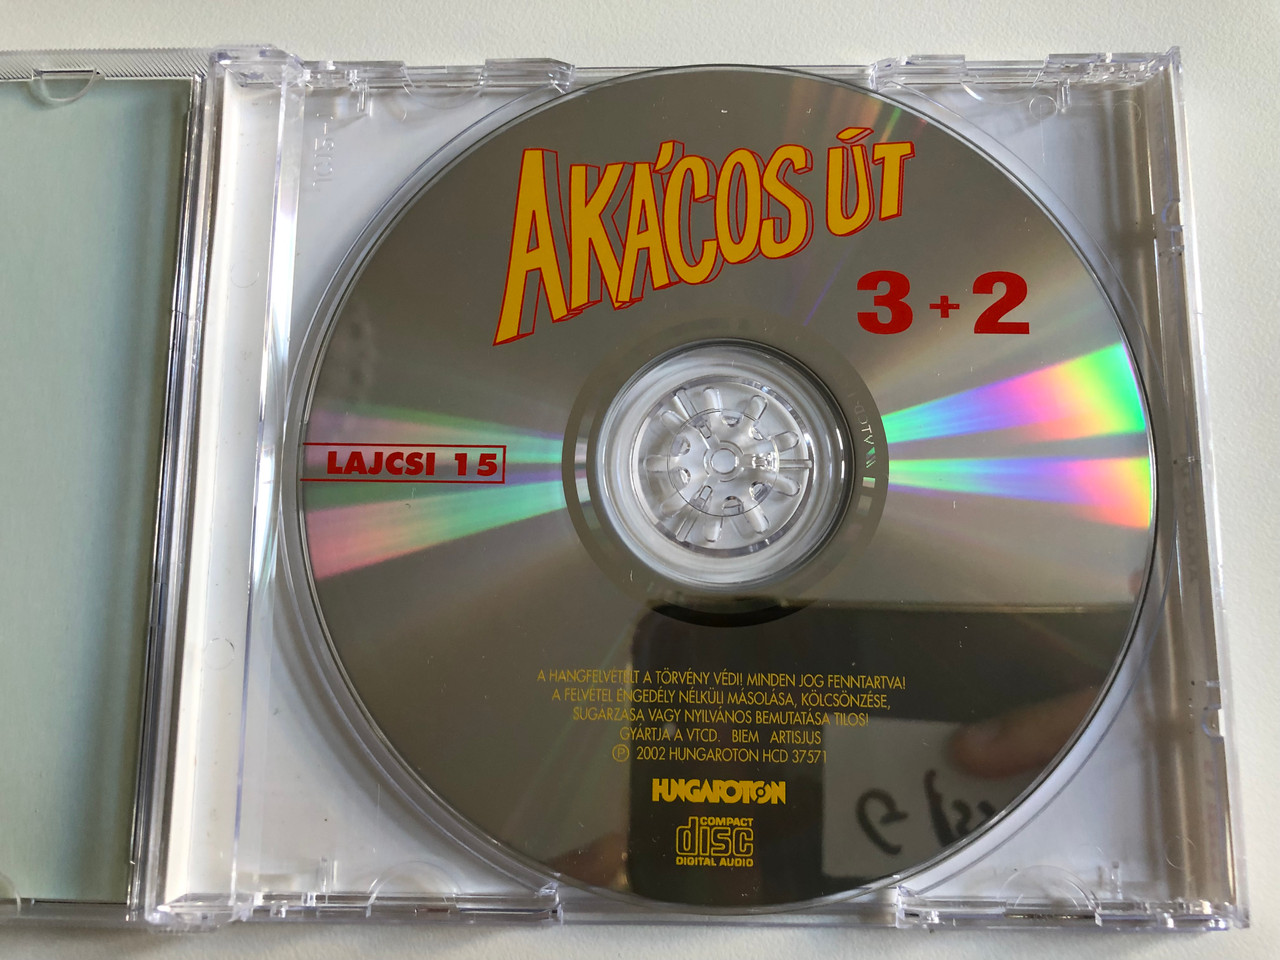 AKÁCOS ÚT
3 + 2
LAJCSI 15
A HANGFELVÉTELT A TÖRVÉNY VÉDI! MINDEN JOG FENNTARTVA!
A FELVÉTEL ENGEDÉLY NÉLKÜLI MÁSOLÁSA, KÖLCSÖNZÉSE,
SUGÁRZÁSA VAGY NYILVÁNOS BEMUTATÁSA TILOS!
GYÁRTJA A VTCD. BIEM ARTISJUS
Ⓟ 2002 HUNGAROTON HCD 37571
HUNGAROTON
COMPACT
disc
DIGITAL AUDIO